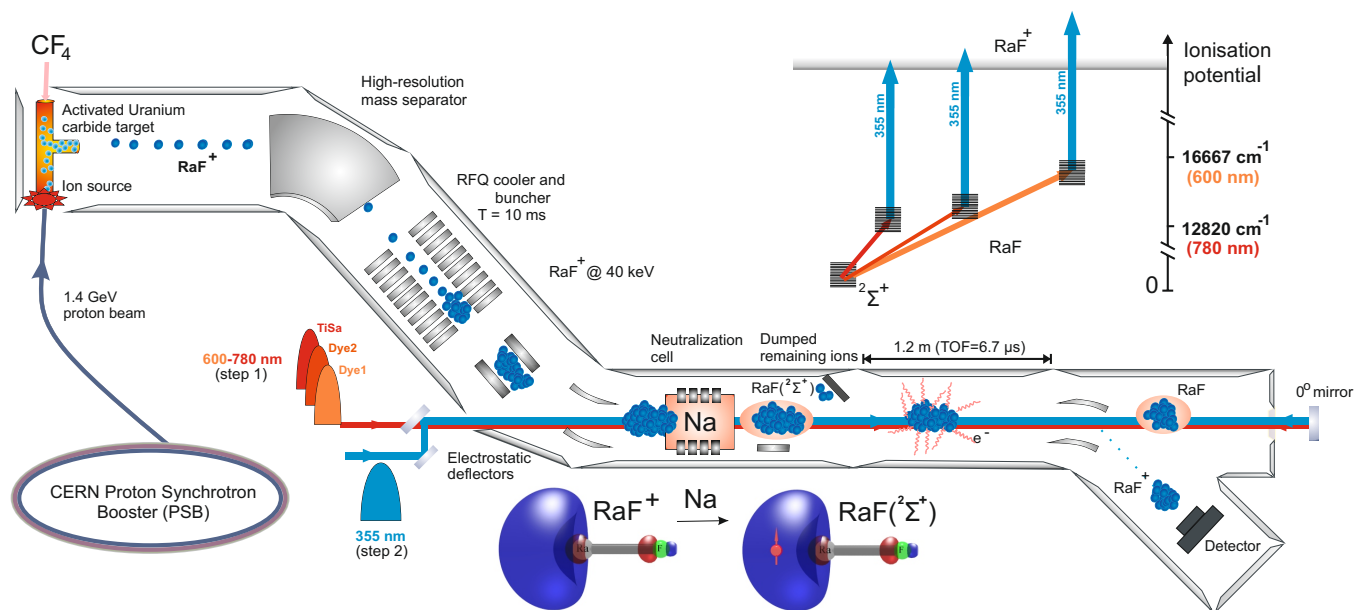 CF4
Activated Uranium
carbide target
RaF+
Ion source
1.4 GeV
proton beam
CERN Proton Synchrotron
Booster (PSB)
High-resolution
mass separator
RFQ cooler and
buncher
T = 10 ms
RaF+ @ 40 keV
TiSa
Dye2
Dye1
600-780 nm
(step 1)
355 nm
(step 2)
Electrostatic
deflectors
Neutralization
cell
Na
Dumped
remaining ions
RaF(²Σ⁺)
1.2 m (TOF=6.7 µs)
e-
RaF
0º mirror
RaF+
Detector
RaF+
Na
RaF(²Σ⁺)
Ra
F
Ra
F
RaF+
Ionisation
potential
355 nm
355 nm
355 nm
16667 cm-1
(600 nm)
12820 cm-1
(780 nm)
RaF
²Σ⁺
0